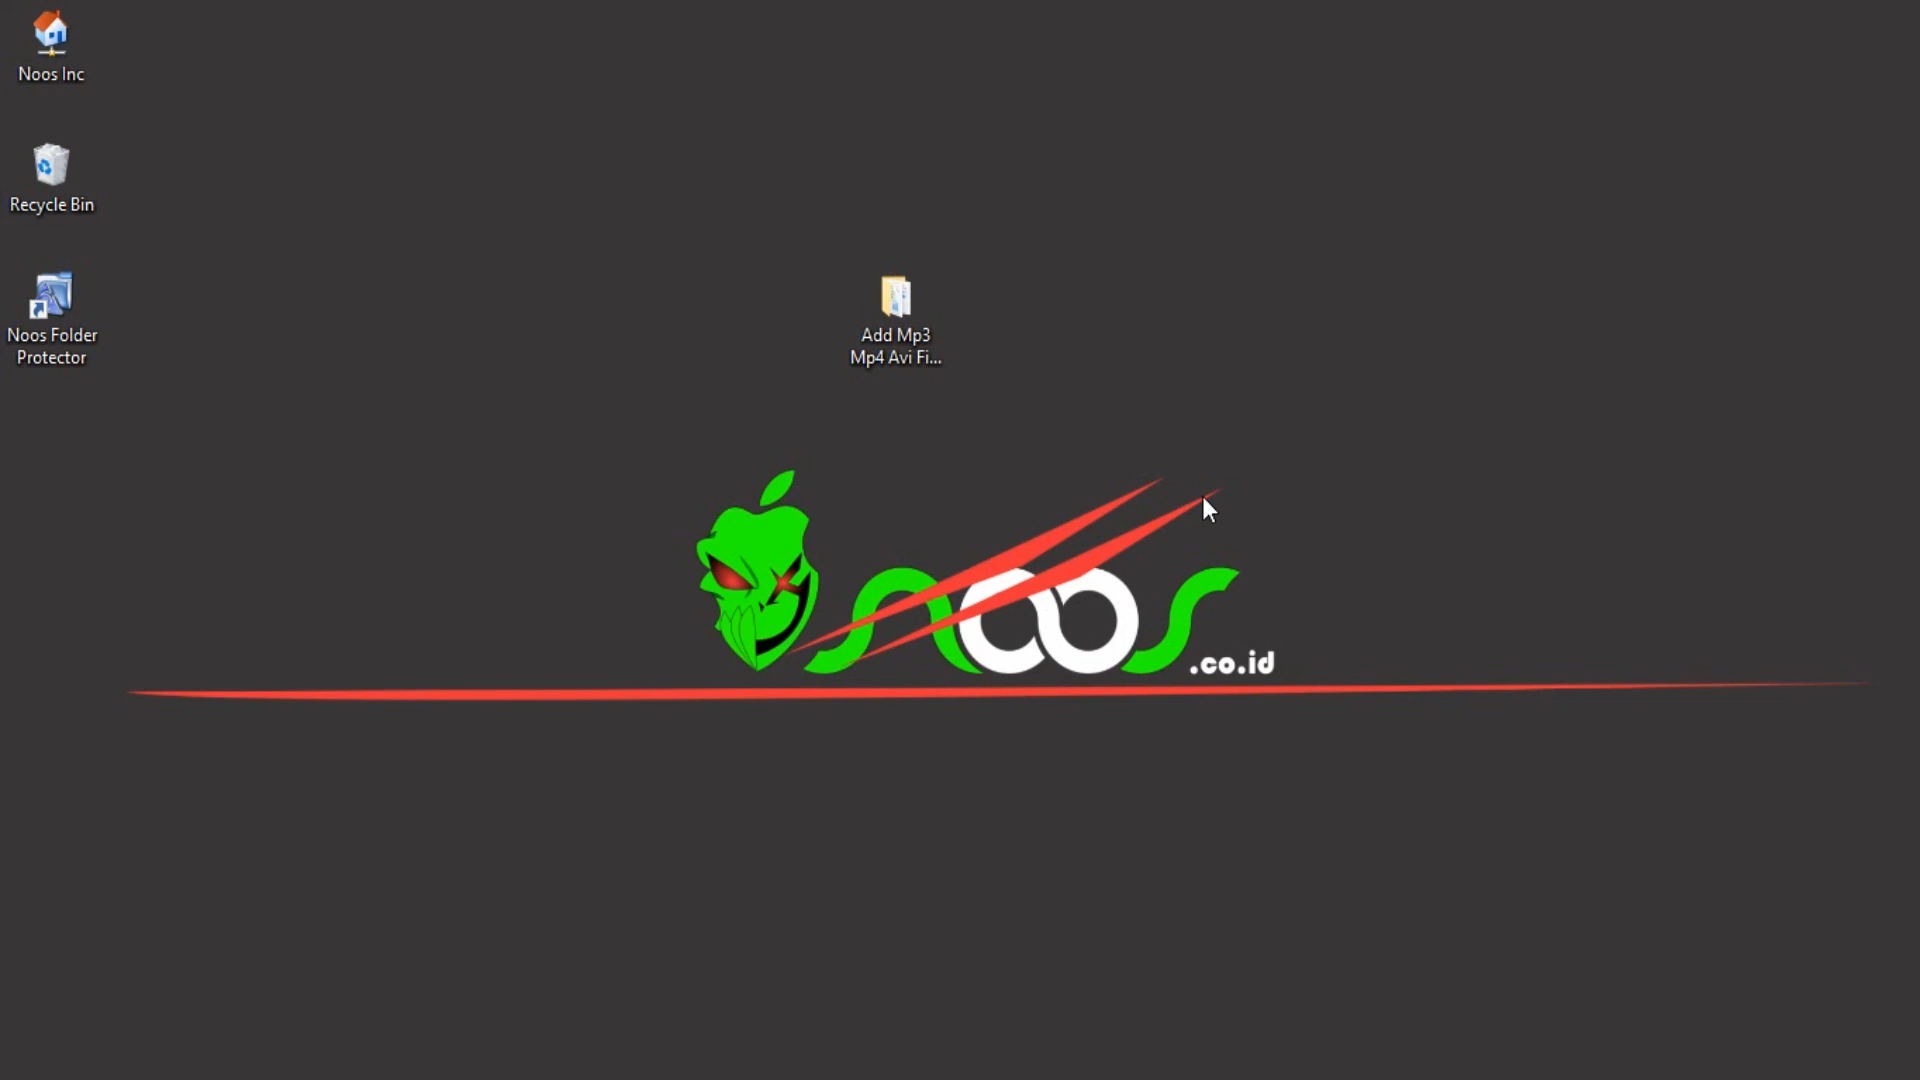 Noos Inc
Recycle Bin
Noos Folder
Protector
Add Mp3
Mp4 Avi Fi...
noos
.co.id